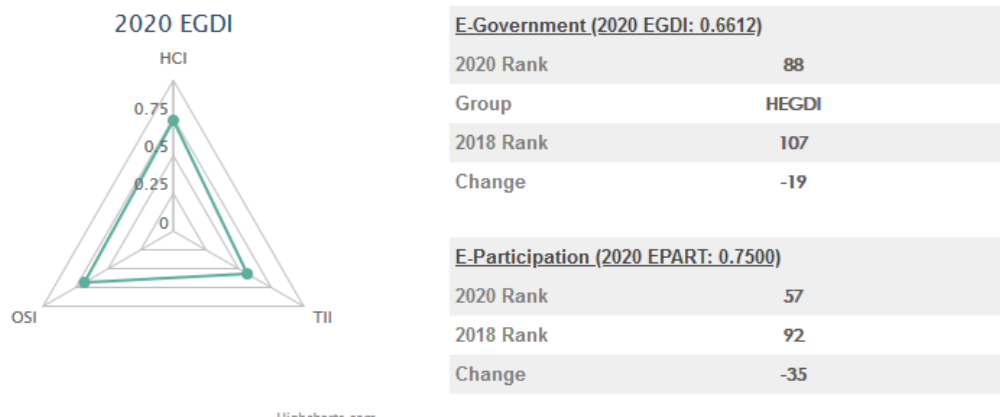 2020 EGDI
HCI
0.75
0.5
0.25
0
OSI
TII
E-Government (2020 EGDI: 0.6612)
2020 Rank 88
Group HEGDI
2018 Rank 107
Change -19
E-Participation (2020 EPART: 0.7500)
2020 Rank 57
2018 Rank 92
Change -35